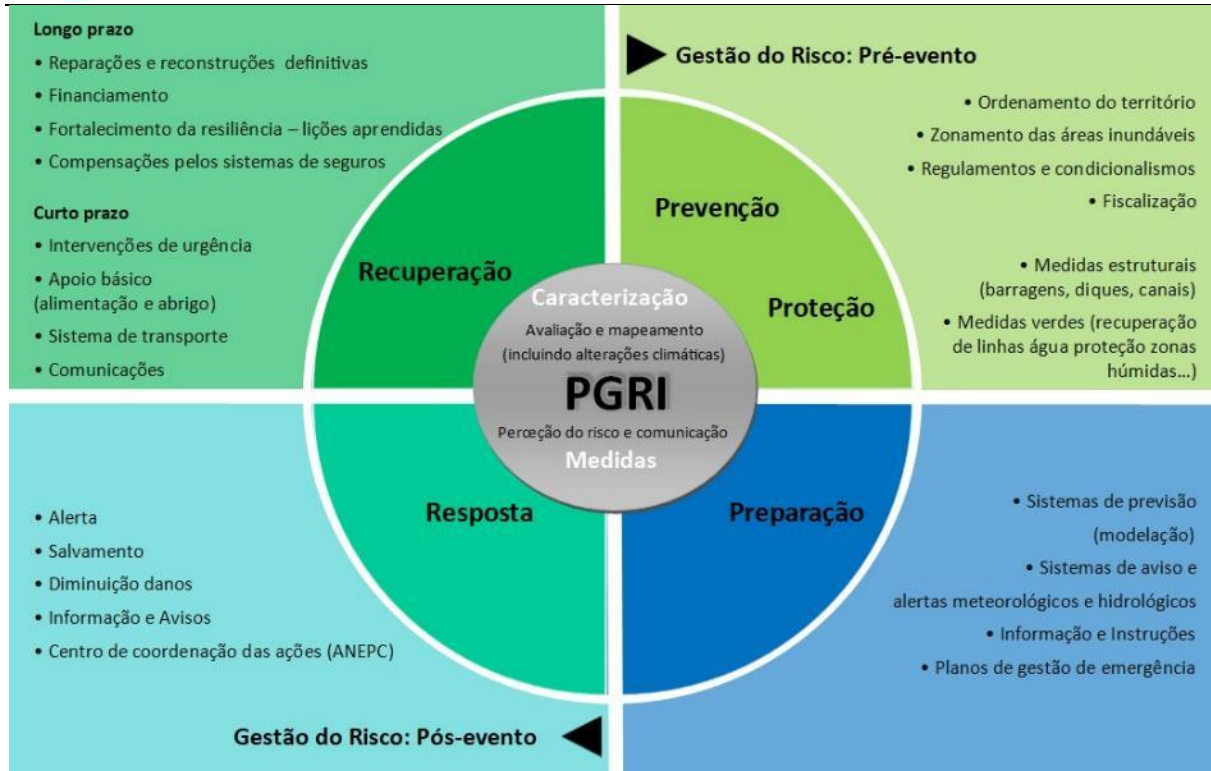 Longo prazo
• Reparações e reconstruções definitivas
• Financiamento
• Fortalecimento da resiliência – lições aprendidas
• Compensações pelos sistemas de seguros
Curto prazo
• Intervenções de urgência
• Apoio básico
(alimentação e abrigo)
• Sistema de transporte
• Comunicações
Gestão do Risco: Pré-evento
• Ordenamento do território
• Zonamento das áreas inundáveis
• Regulamentos e condicionalismos
• Fiscalização
• Medidas estruturais
(barragens, diques, canais)
• Medidas verdes (recuperação
de linhas água proteção zonas
húmidas...)
Recuperação
Prevenção
Proteção
Caracterização
Avaliação e mapeamento
(incluindo alterações climáticas)
PGRI
Perceção do risco e comunicação
Medidas
Resposta
Preparação
• Alerta
• Salvamento
• Diminuição danos
• Informação e Avisos
• Centro de coordenação das ações (ANEPC)
Gestão do Risco: Pós-evento
• Sistemas de previsão
(modelação)
• Sistemas de aviso e
alertas meteorológicos e hidrológicos
• Informação e Instruções
• Planos de gestão de emergência